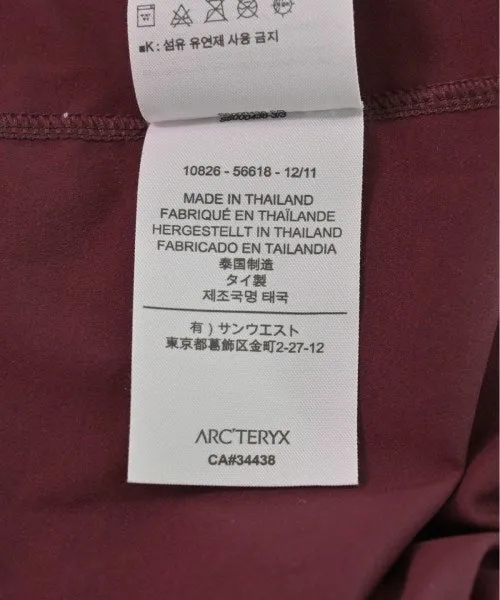 ■K : 섬유 유연제 사용 금지
10826 - 56618 - 12/11
MADE IN THAILAND
FABRIQUÉ EN THAÏLANDE
HERGESTELLT IN THAILAND
FABRICADO EN TAILANDIA
泰国制造
タイ製
제조국명 태국
有）サンウエスト
東京都葛飾区金町2-27-12
ARC'TERYX
CA#34438